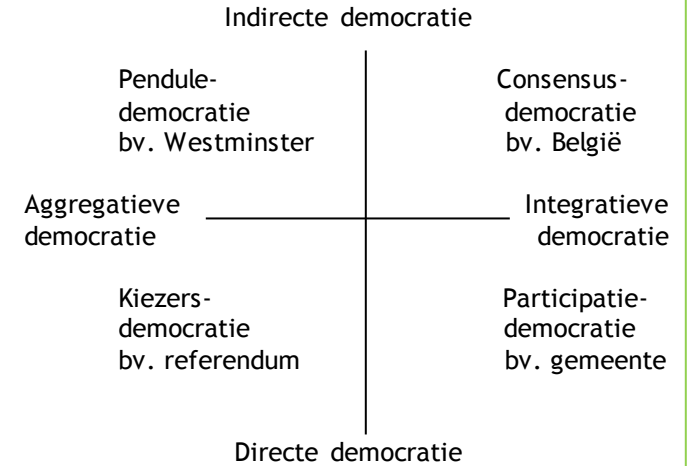 Indirecte democratie
Pendule-
democratie
bv. Westminster
Consensus-
democratie
bv. België
Aggregatieve
democratie
Integratieve
democratie
Kiezers-
democratie
bv. referendum
Participatie-
democratie
bv. gemeente
Directe democratie